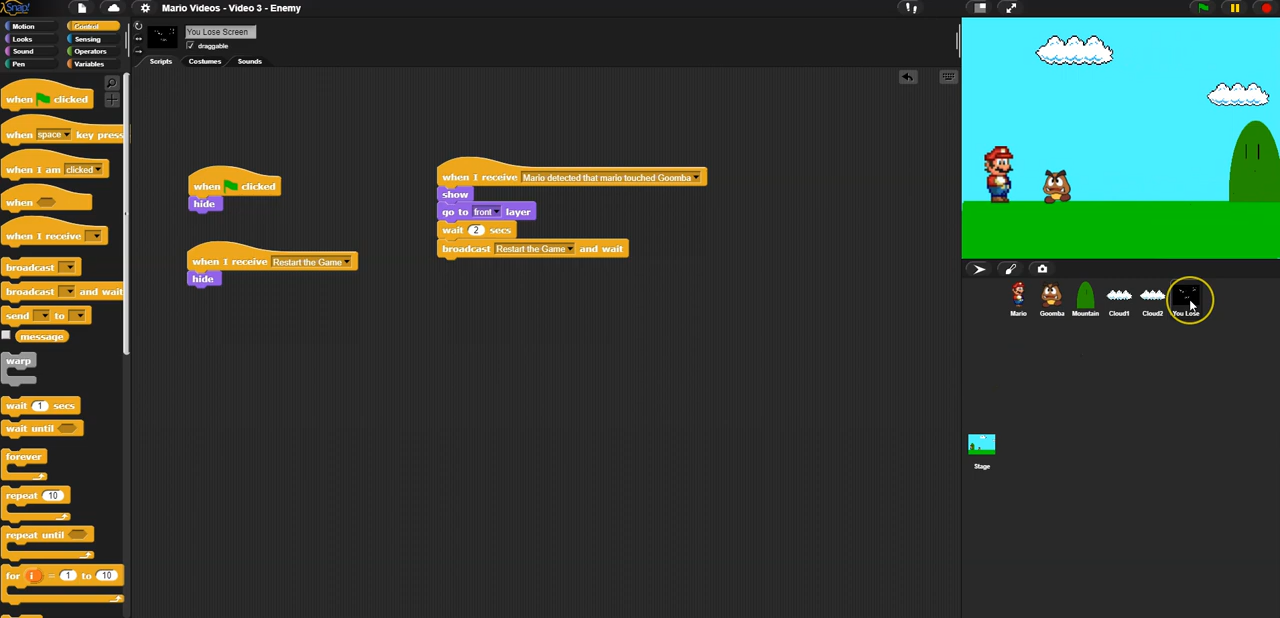 Snap!
Mario Videos - Video 3 - Enemy
Motion
Control
Looks
Sensing
Sound
Operators
Pen
Variables
You Lose Screen
draggable
Scripts
Costumes
Sounds
when clicked
when space key press
when I am clicked
when
when I receive
broadcast
broadcast and wait
send to
message
warp
wait 1 secs
wait until
forever
repeat 10
repeat until
for i = 1 to 10
when clicked
hide
when I receive Restart the Game
hide
when I receive Mario detected that mario touched Goomba
show
go to front layer
wait 2 secs
broadcast Restart the Game and wait
Mario
Goomba
Mountain
Cloud1
Cloud2
You Lose
Stage